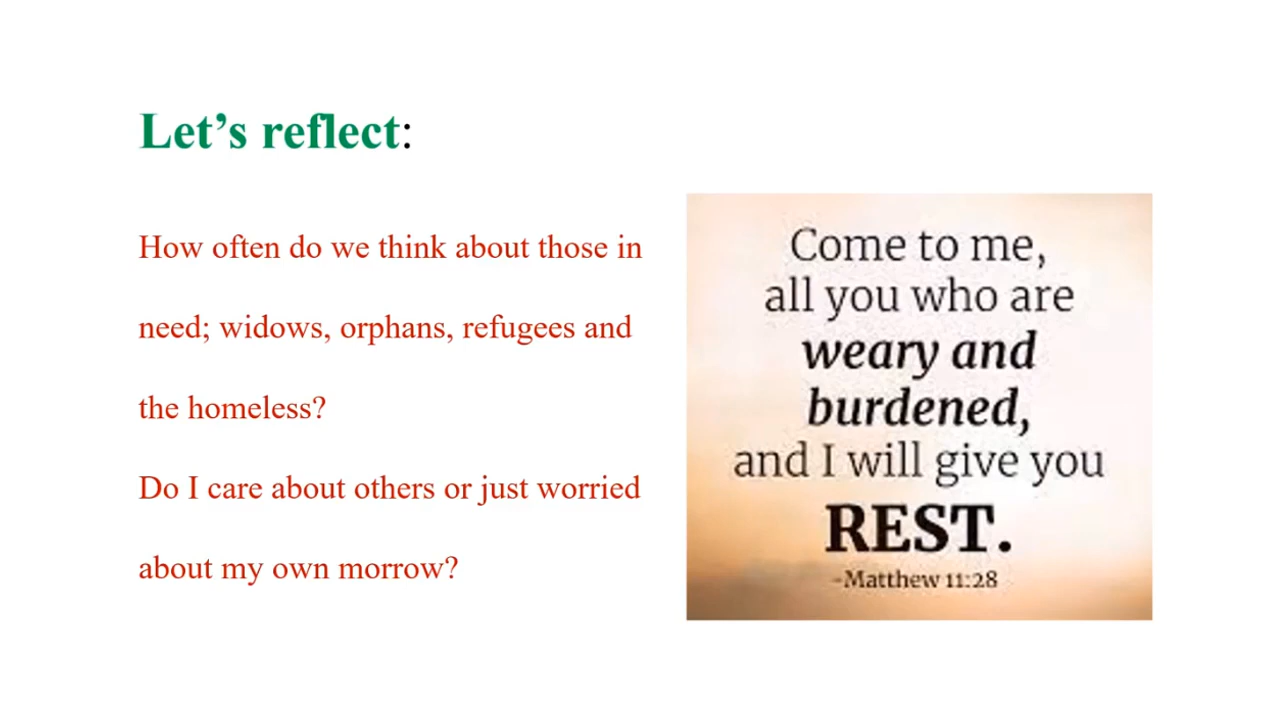 Let’s reflect:
How often do we think about those in
need; widows, orphans, refugees and
the homeless?
Do I care about others or just worried
about my own morrow?
Come to me,
all you who are
weary and
burdened,
and I will give you
REST.
-Matthew 11:28